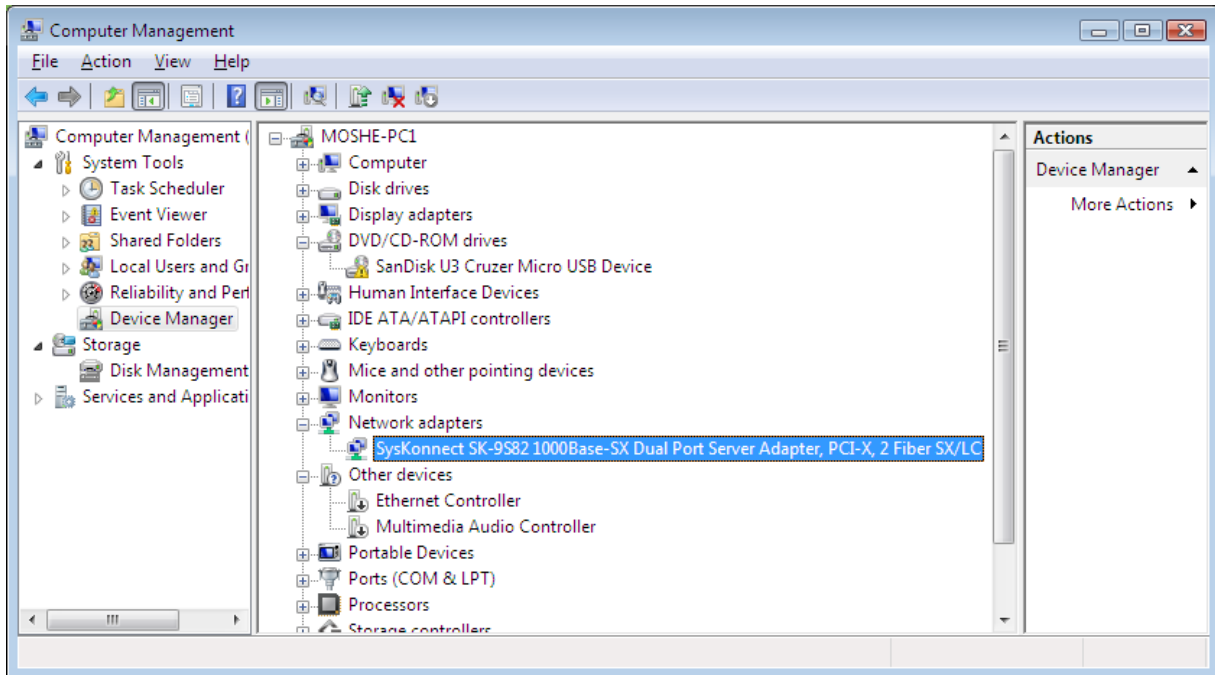 Computer Management
File Action View Help
Computer Management (
System Tools
Task Scheduler
Event Viewer
Shared Folders
Local Users and Gr
Reliability and Perf
Device Manager
Storage
Disk Management
Services and Applicati
MOSHE-PC1
Computer
Disk drives
Display adapters
DVD/CD-ROM drives
SanDisk U3 Cruzer Micro USB Device
Human Interface Devices
IDE ATA/ATAPI controllers
Keyboards
Mice and other pointing devices
Monitors
Network adapters
SysKonnect SK-9S82 1000Base-SX Dual Port Server Adapter, PCI-X, 2 Fiber SX/LC
Other devices
Ethernet Controller
Multimedia Audio Controller
Portable Devices
Ports (COM & LPT)
Processors
Storage controllers
Actions
Device Manager
More Actions